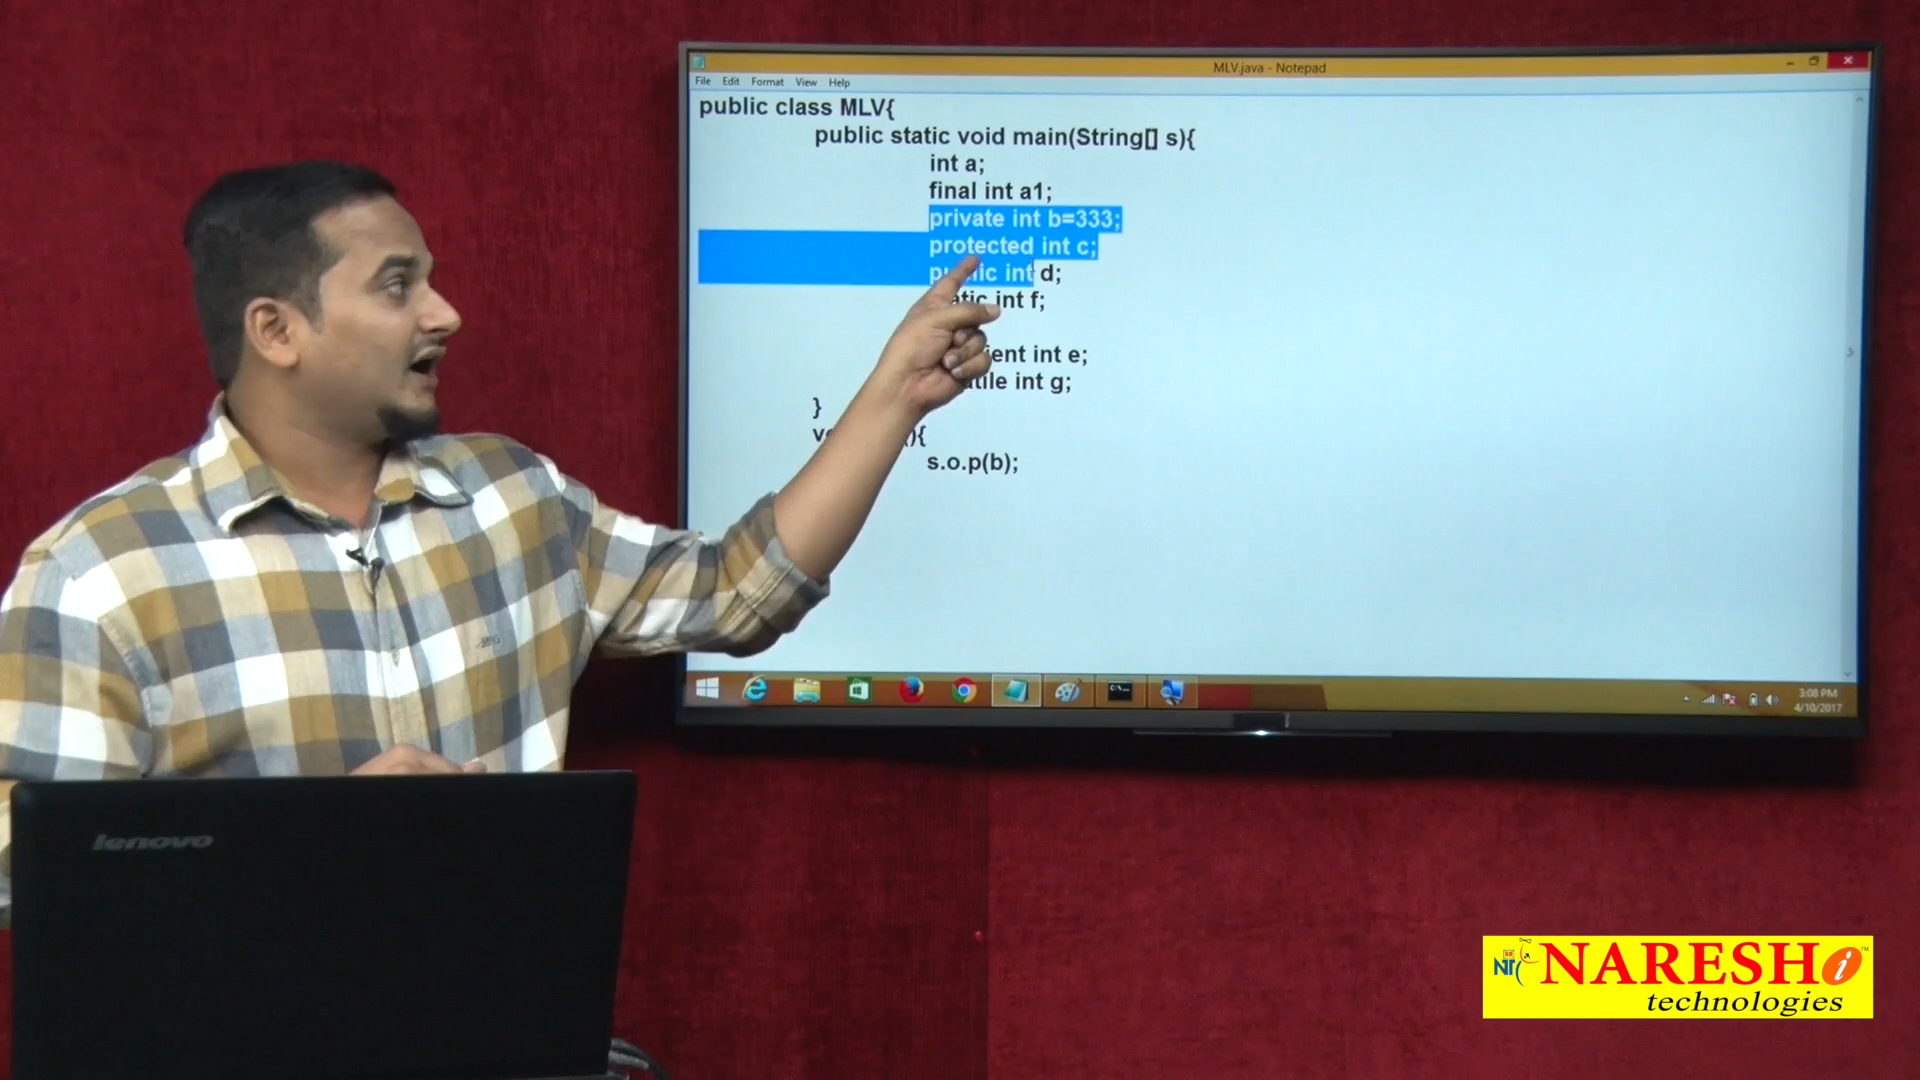 MLV.java - Notepad
File Edit Format View Help
public class MLV{
public static void main(String[] s){
int a;
final int a1;
private int b=333;
protected int c;
int d;
int f;
int e;
int g;
}
{
s.o.p(b);
3:08 PM
4/10/2017
lenovo
NT
NARESH i ™
technologies